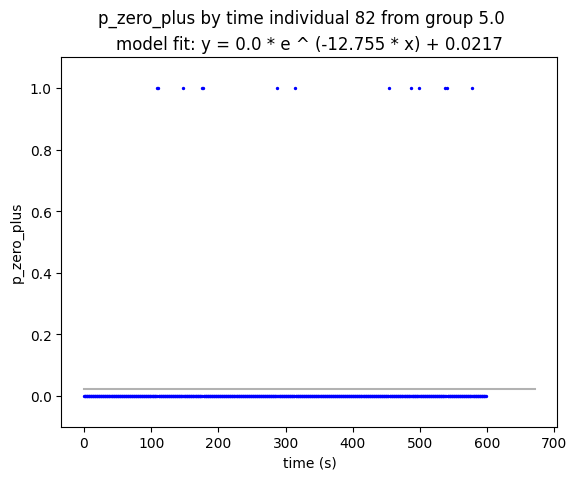 p_zero_plus by time individual 82 from group 5.0
model fit: y = 0.0 * e ^ (-12.755 * x) + 0.0217
1.0
0.8
0.6
0.4
0.2
0.0
p_zero_plus
0 100 200 300 400 500 600 700
time (s)